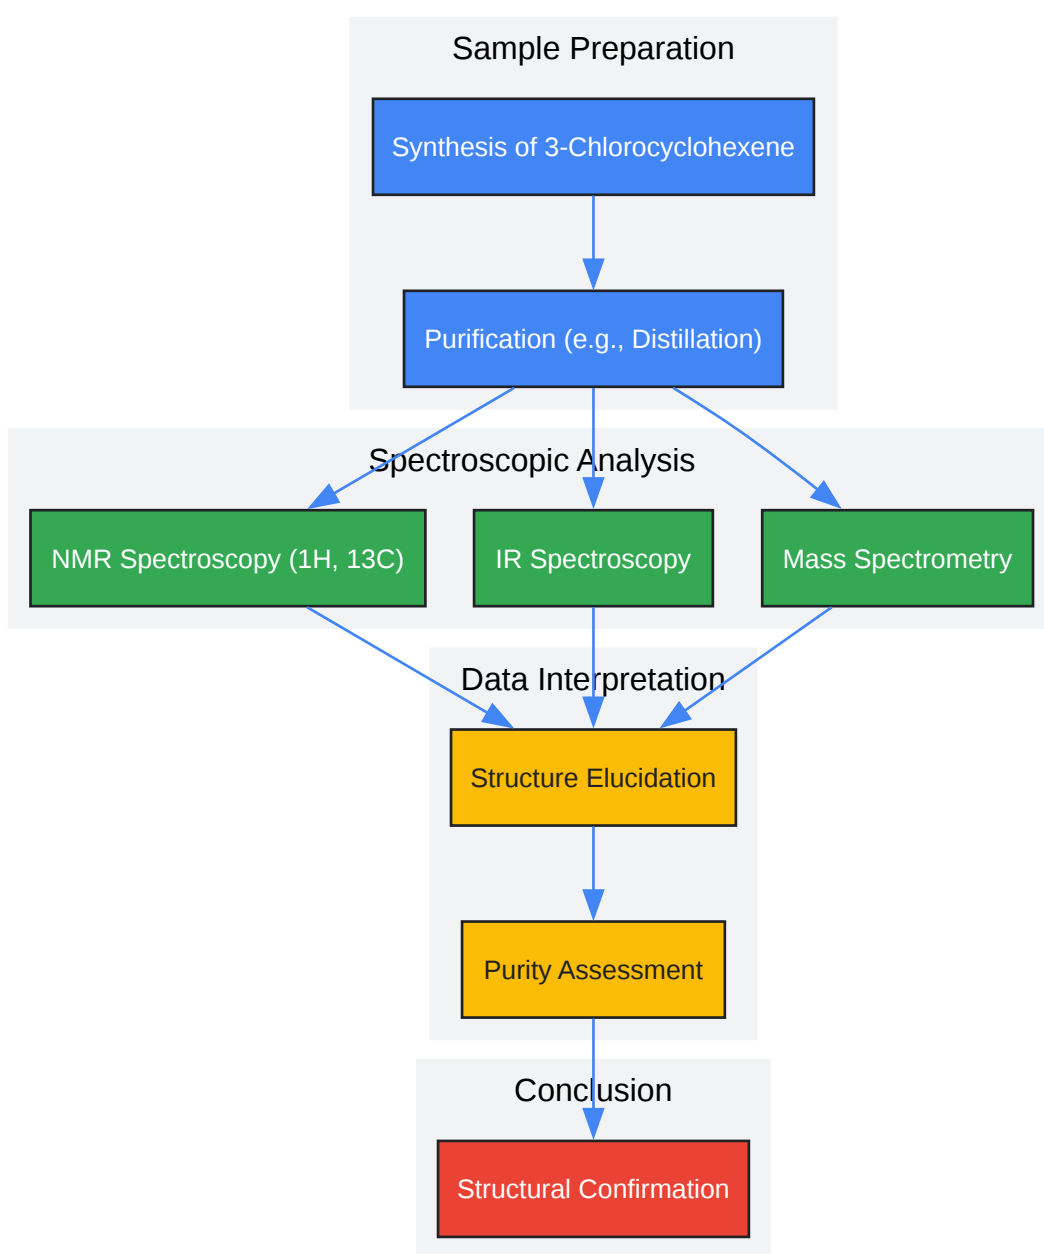 Sample Preparation
Synthesis of 3-Chlorocyclohexene
Purification (e.g., Distillation)
Spectroscopic Analysis
NMR Spectroscopy (1H, 13C)
IR Spectroscopy
Mass Spectrometry
Data Interpretation
Structure Elucidation
Purity Assessment
Conclusion
Structural Confirmation